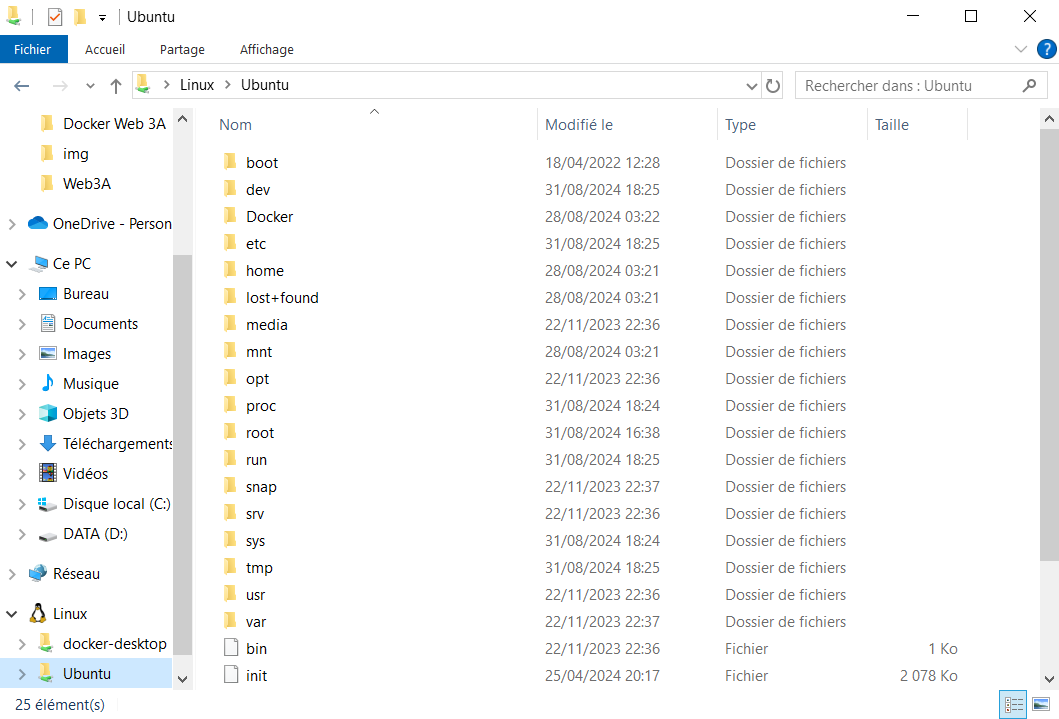 Ubuntu
Fichier Accueil Partage Affichage
Linux Ubuntu
Rechercher dans : Ubuntu
Docker Web 3A
img
Web3A
OneDrive - Person
Ce PC
Bureau
Documents
Images
Musique
Objets 3D
Téléchargements
Vidéos
Disque local (C:)
DATA (D:)
Réseau
Linux
docker-desktop
Ubuntu
Nom Modifié le Type Taille
boot 18/04/2022 12:28 Dossier de fichiers
dev 31/08/2024 18:25 Dossier de fichiers
Docker 28/08/2024 03:22 Dossier de fichiers
etc 31/08/2024 18:25 Dossier de fichiers
home 28/08/2024 03:21 Dossier de fichiers
lost+found 28/08/2024 03:21 Dossier de fichiers
media 22/11/2023 22:36 Dossier de fichiers
mnt 28/08/2024 03:21 Dossier de fichiers
opt 22/11/2023 22:36 Dossier de fichiers
proc 31/08/2024 18:24 Dossier de fichiers
root 31/08/2024 16:38 Dossier de fichiers
run 31/08/2024 18:25 Dossier de fichiers
snap 22/11/2023 22:37 Dossier de fichiers
srv 22/11/2023 22:36 Dossier de fichiers
sys 31/08/2024 18:24 Dossier de fichiers
tmp 31/08/2024 18:25 Dossier de fichiers
usr 22/11/2023 22:36 Dossier de fichiers
var 22/11/2023 22:37 Dossier de fichiers
bin 22/11/2023 22:36 Fichier 1 Ko
init 25/04/2024 20:17 Fichier 2 078 Ko
25 élément(s)